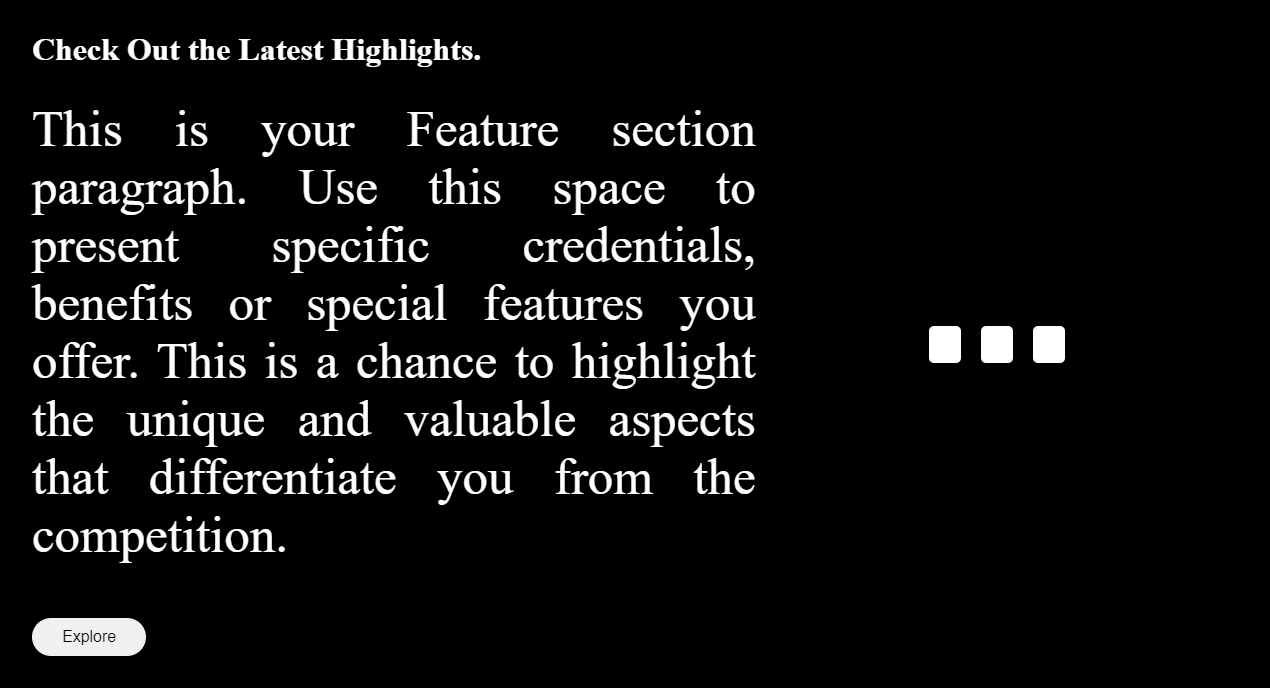 Check Out the Latest Highlights.
This is your Feature section
paragraph. Use this space to
present specific credentials,
benefits or special features you
offer. This is a chance to highlight
the unique and valuable aspects
that differentiate you from the
competition.
Explore